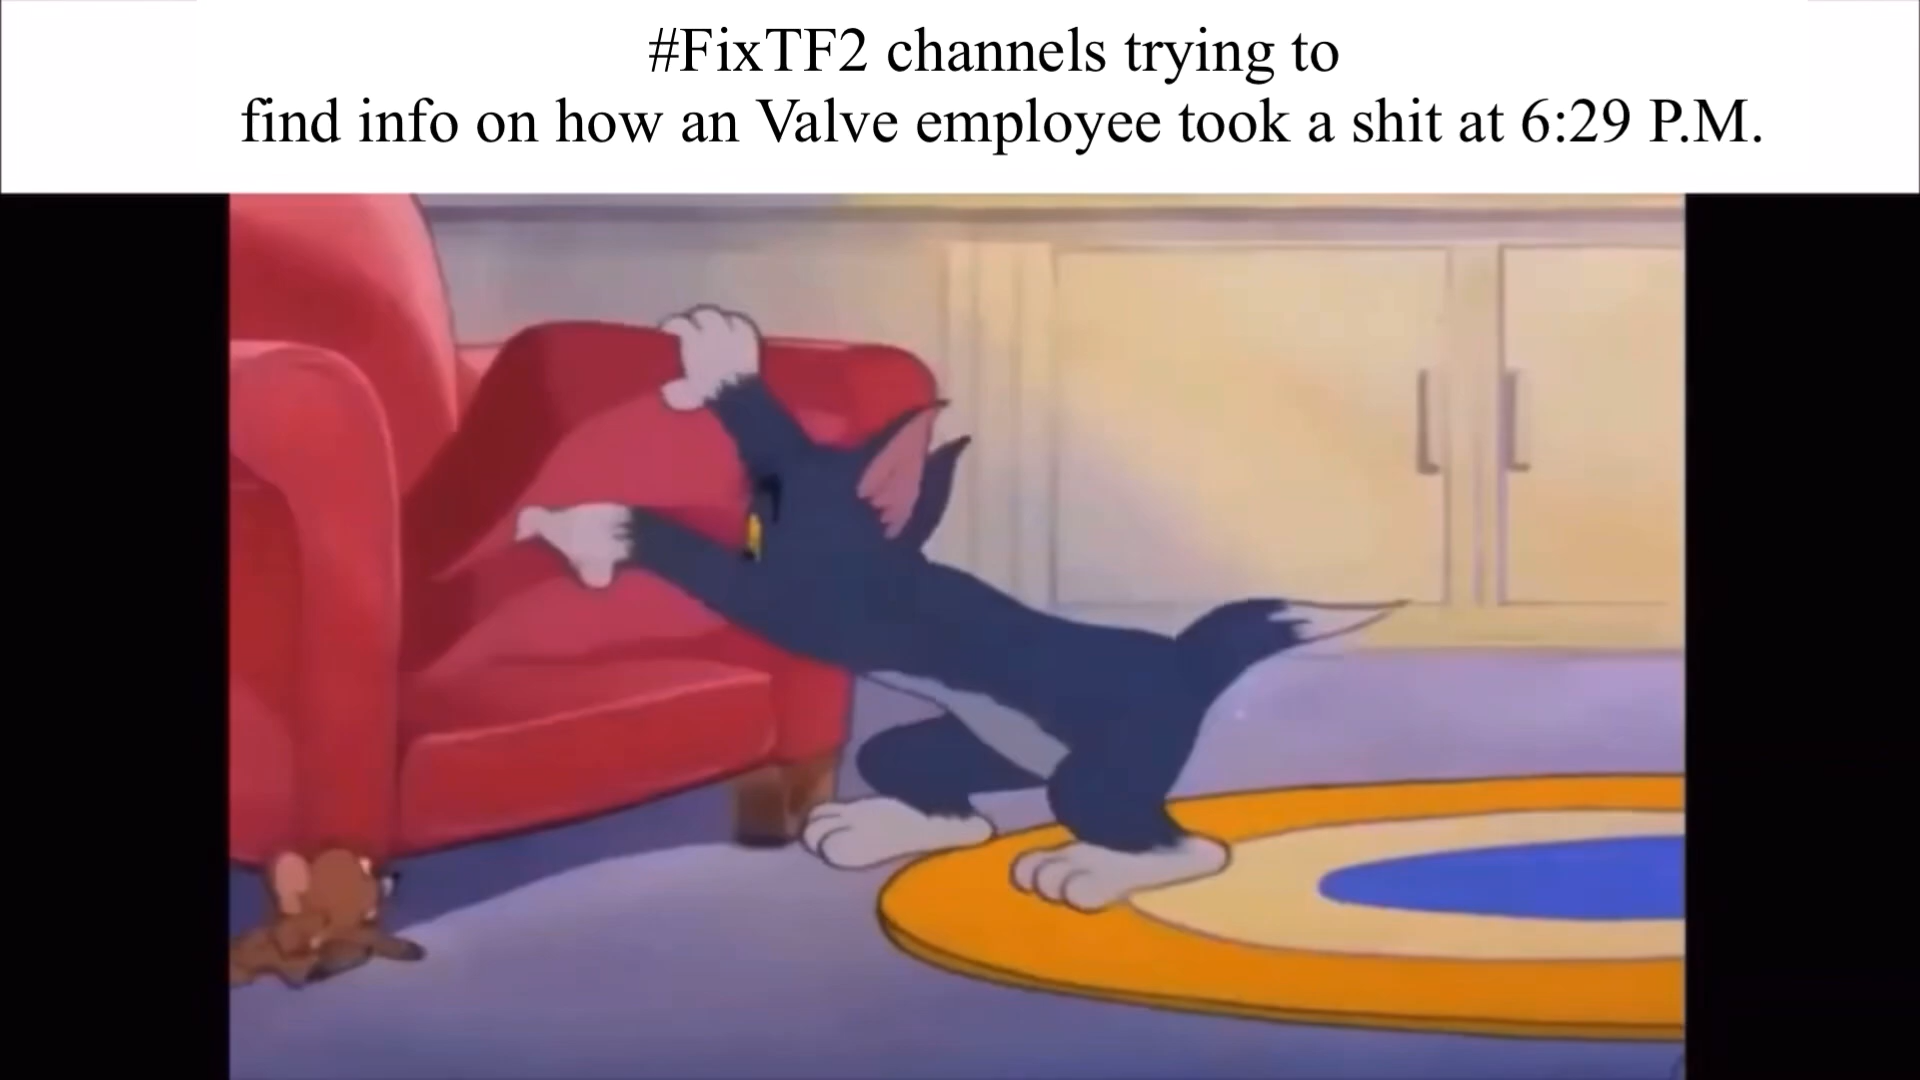 #FixTF2 channels trying to
find info on how an Valve employee took a shit at 6:29 P.M.